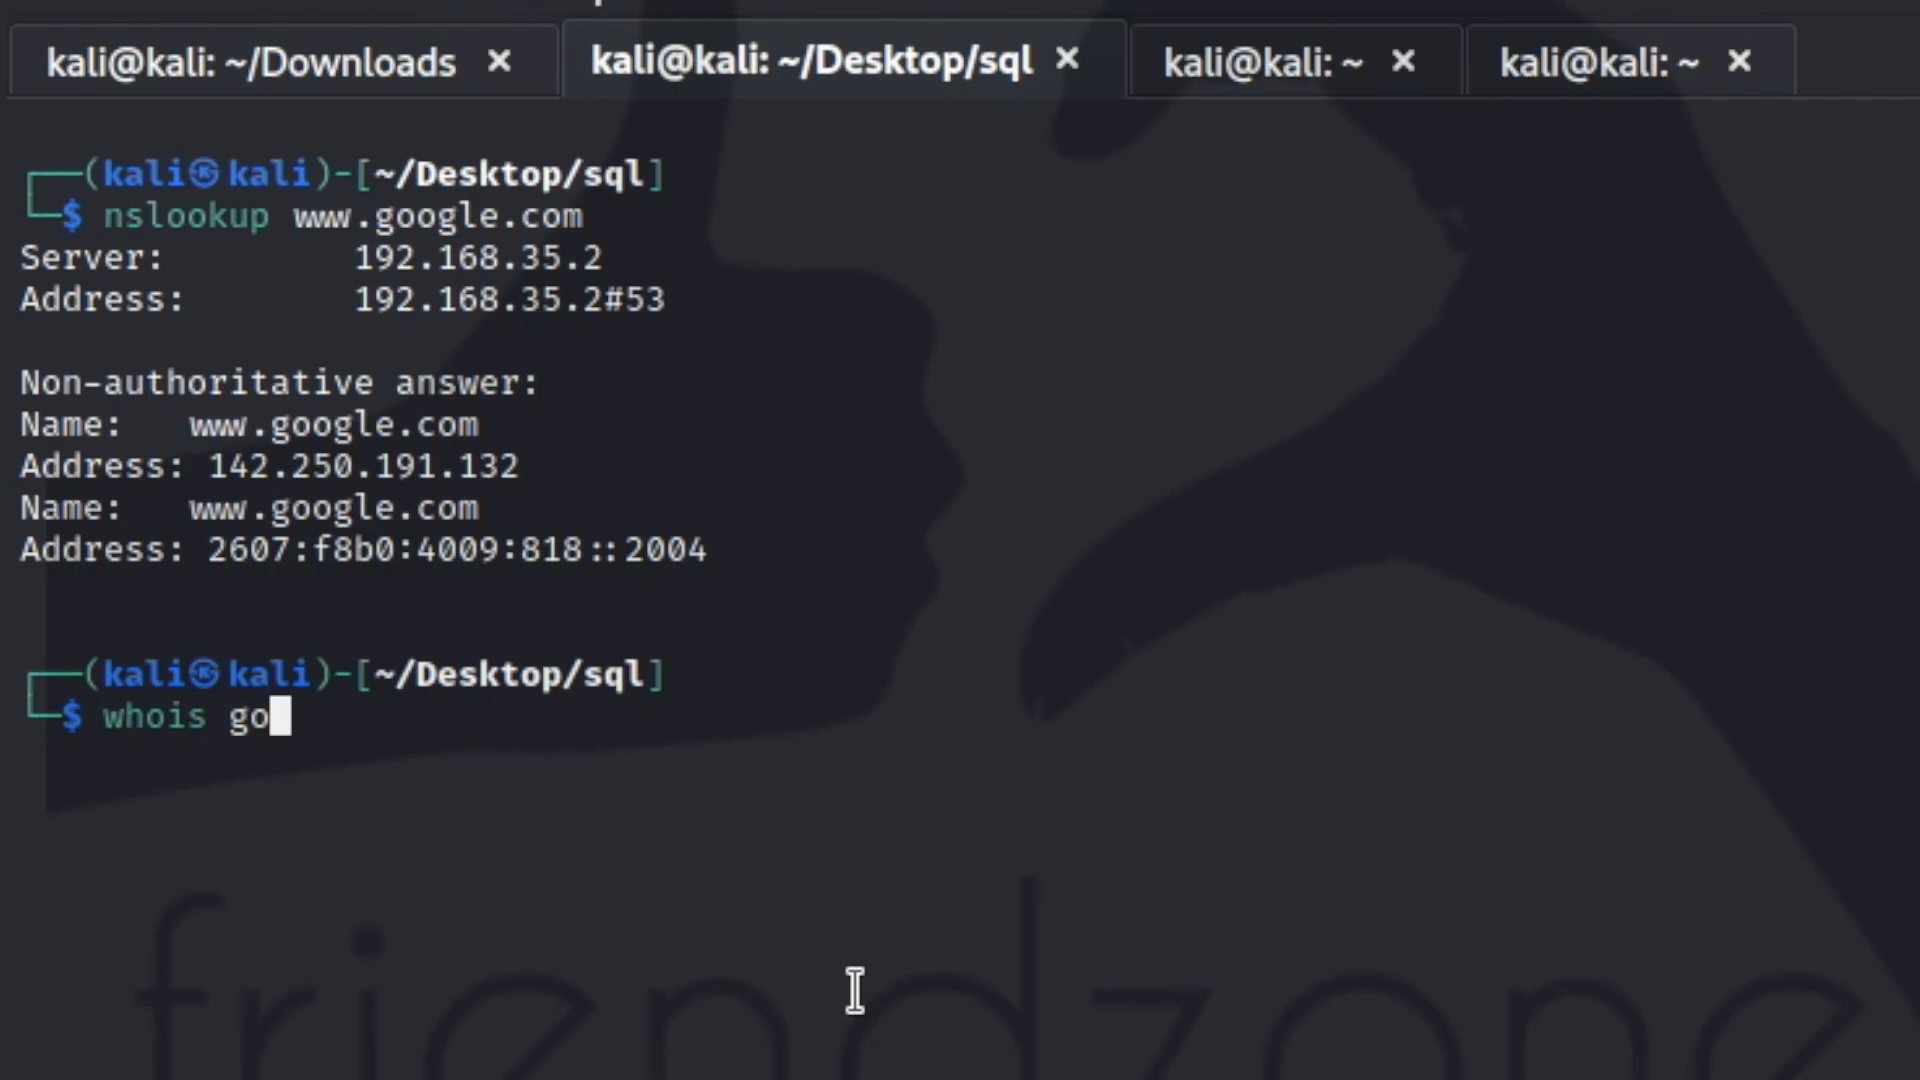 kali@kali: ~/Downloads × kali@kali: ~/Desktop/sql × kali@kali: ~ × kali@kali: ~ ×
┌──(kali㉿kali)-[~/Desktop/sql]
└─$ nslookup www.google.com
Server: 192.168.35.2
Address: 192.168.35.2#53
Non-authoritative answer:
Name: www.google.com
Address: 142.250.191.132
Name: www.google.com
Address: 2607:f8b0:4009:818::2004
┌──(kali㉿kali)-[~/Desktop/sql]
└─$ whois go
friendzone